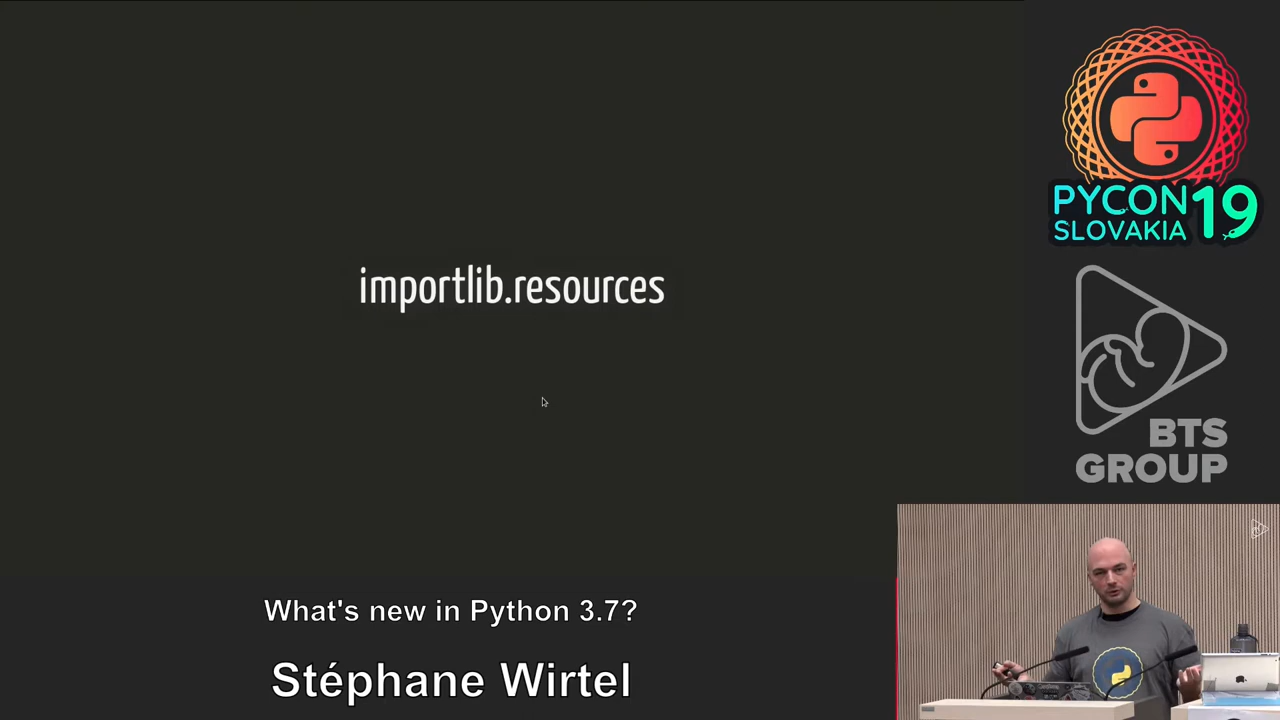 importlib.resources
PYCON 19
SLOVAKIA
BTS
GROUP
What's new in Python 3.7?
Stéphane Wirtel